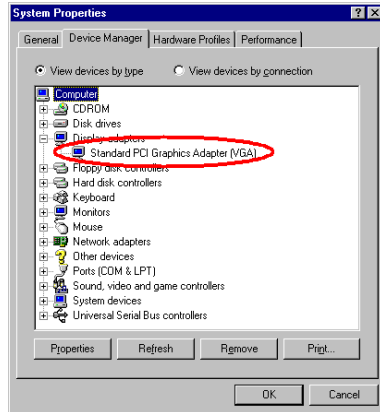 System Properties
General Device Manager Hardware Profiles Performance
View devices by type View devices by connection
Computer
CDROM
Disk drives
Display adapters
Standard PCI Graphics Adapter (VGA)
Floppy disk controllers
Hard disk controllers
Keyboard
Monitors
Mouse
Network adapters
Other devices
Ports (COM & LPT)
Sound, video and game controllers
System devices
Universal Serial Bus controllers
Properties Refresh Remove Print...
OK Cancel